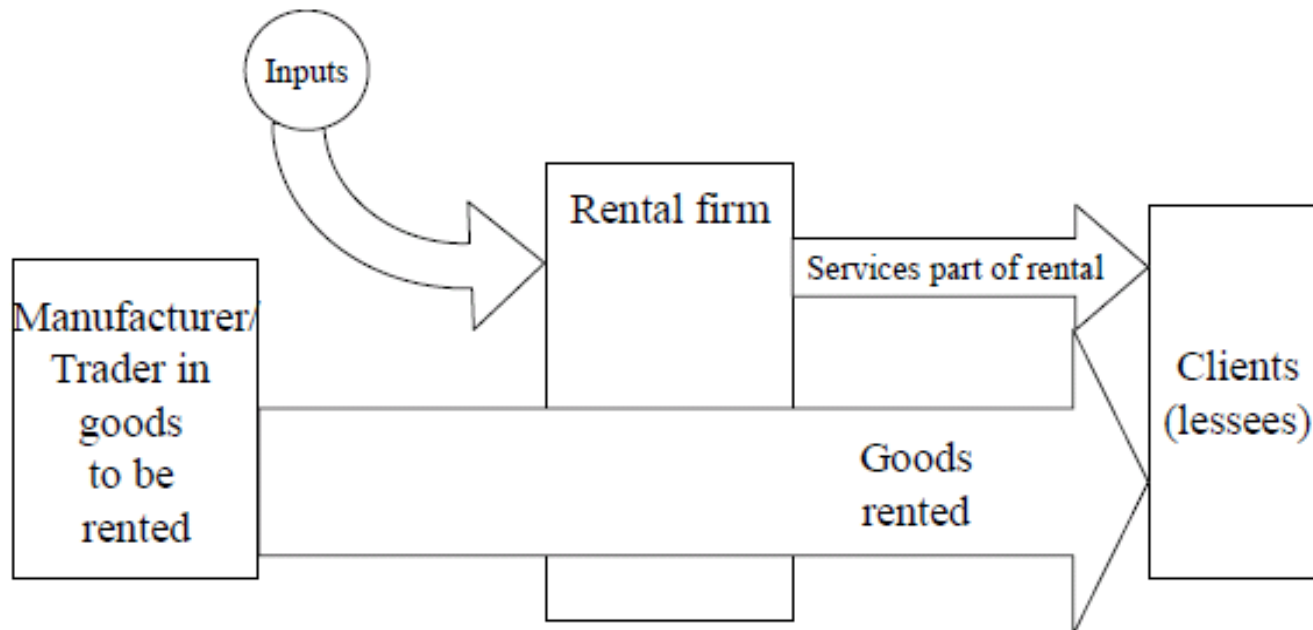 Inputs
Rental firm
Services part of rental
Manufacturer/
Trader in
goods
to be
rented
Clients
(lessees)
Goods
rented